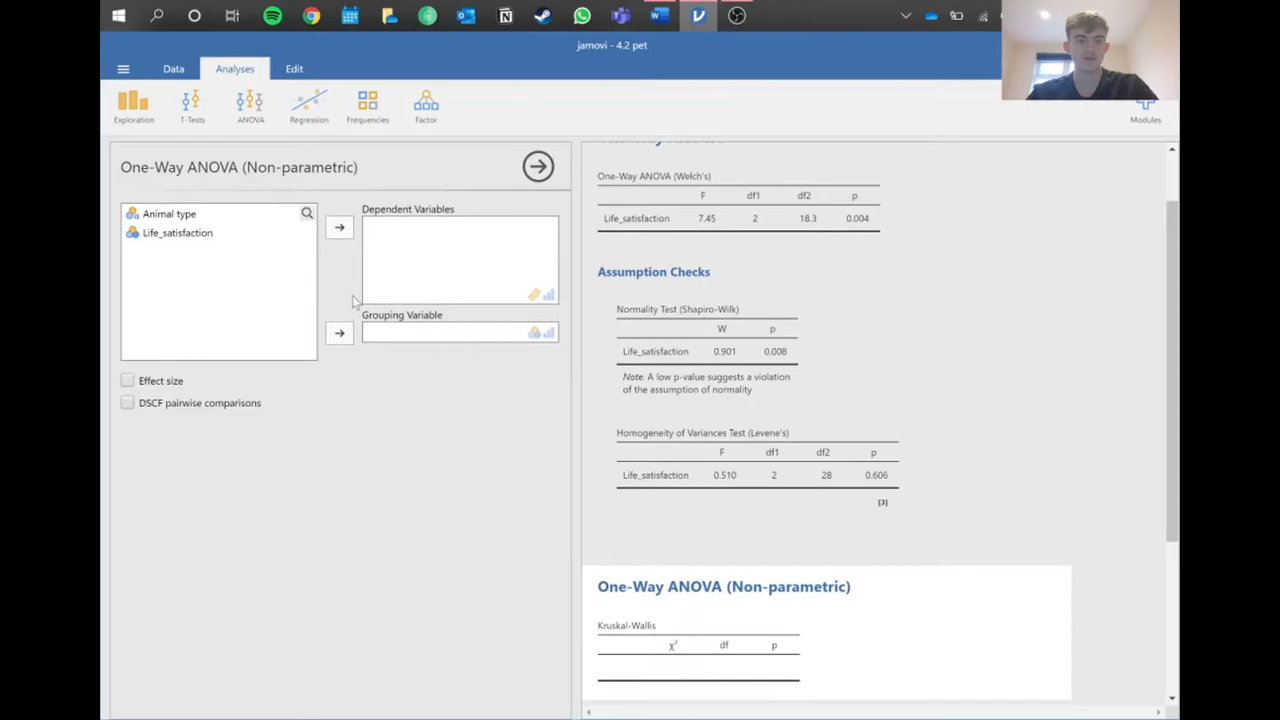 jamovi - 4.2 pet
Data
Analyses
Edit
Exploration
T-Tests
ANOVA
Regression
Frequencies
Factor
Modules
One-Way ANOVA (Non-parametric)
Animal type
Life_satisfaction
Dependent Variables
Grouping Variable
Effect size
DSCF pairwise comparisons
One-Way ANOVA (Welch's)
F df1 df2 p
Life_satisfaction 7.45 2 18.3 0.004
Assumption Checks
Normality Test (Shapiro-Wilk)
W p
Life_satisfaction 0.901 0.008
Note. A low p-value suggests a violation
of the assumption of normality
Homogeneity of Variances Test (Levene's)
F df1 df2 p
Life_satisfaction 0.510 2 28 0.606
[3]
One-Way ANOVA (Non-parametric)
Kruskal-Wallis
χ² df p